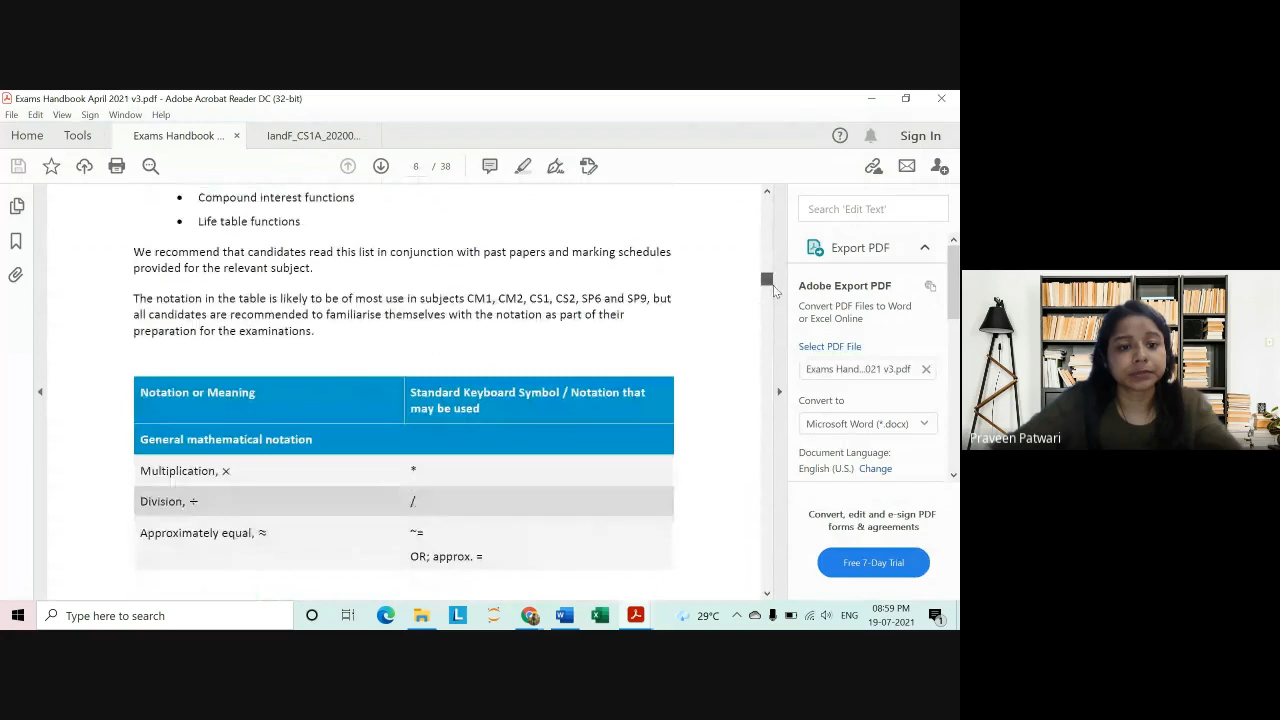 Exams Handbook April 2021 v3.pdf - Adobe Acrobat Reader DC (32-bit)
File Edit View Sign Window Help
Home Tools Exams Handbook ... × IandF_CS1A_20200... Sign In
6 / 38
• Compound interest functions
• Life table functions
We recommend that candidates read this list in conjunction with past papers and marking schedules
provided for the relevant subject.
The notation in the table is likely to be of most use in subjects CM1, CM2, CS1, CS2, SP6 and SP9, but
all candidates are recommended to familiarise themselves with the notation as part of their
preparation for the examinations.
Notation or Meaning Standard Keyboard Symbol / Notation that
may be used
General mathematical notation
Multiplication, × *
Division, ÷ /
Approximately equal, ≈ ~=
OR; approx. =
Search 'Edit Text'
Export PDF
Adobe Export PDF
Convert PDF Files to Word
or Excel Online
Select PDF File
Exams Hand...021 v3.pdf ×
Convert to
Microsoft Word (*.docx)
Document Language:
English (U.S.) Change
Convert, edit and e-sign PDF
forms & agreements
Free 7-Day Trial
Praveen Patwari
Type here to search
29°C ENG 08:59 PM
19-07-2021
1